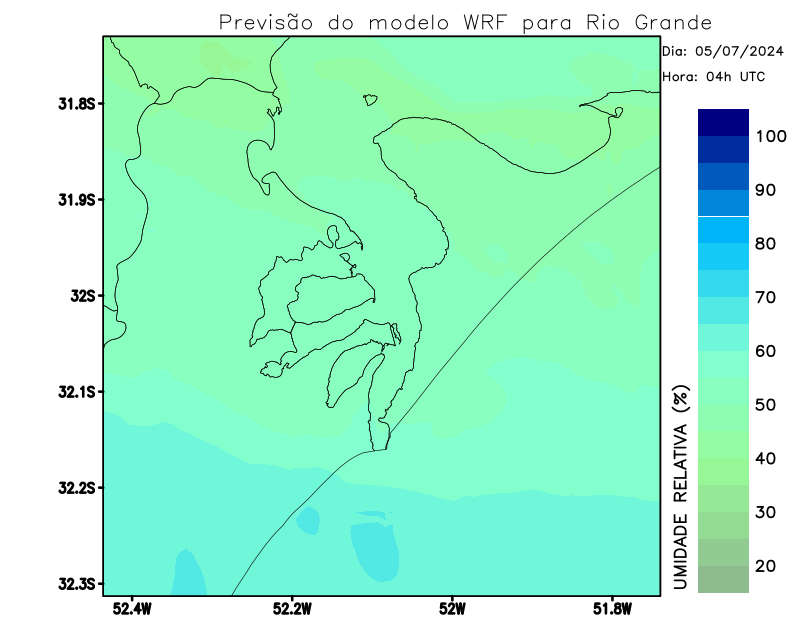 Previsão do modelo WRF para Rio Grande
Dia: 05/07/2024
Hora: 04h UTC
31.8S
31.9S
32S
32.1S
32.2S
32.3S
52.4W
52.2W
52W
51.8W
100
90
80
70
60
50
40
30
20
UMIDADE RELATIVA (%)